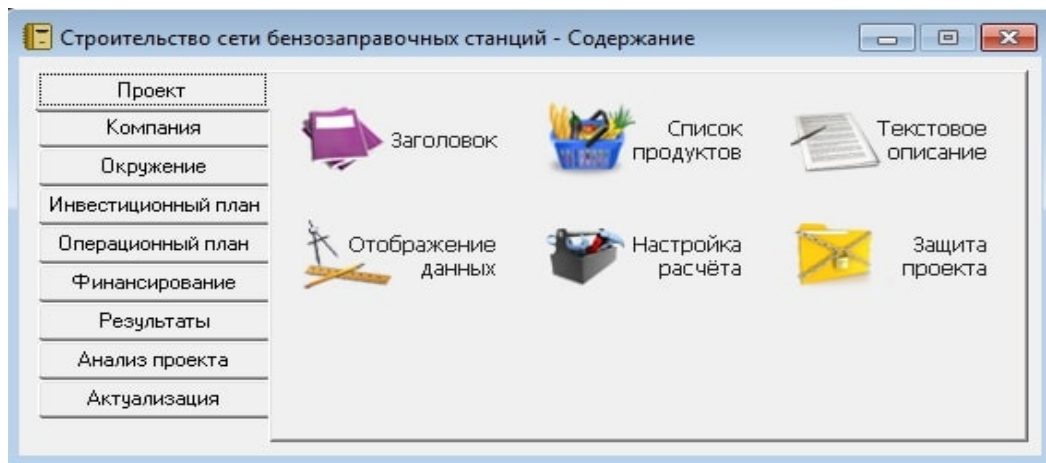 Строительство сети бензозаправочных станций - Содержание
Проект
Компания
Окружение
Инвестиционный план
Операционный план
Финансирование
Результаты
Анализ проекта
Актуализация
Заголовок
Список
продуктов
Текстовое
описание
Отображение
данных
Настройка
расчёта
Защита
проекта